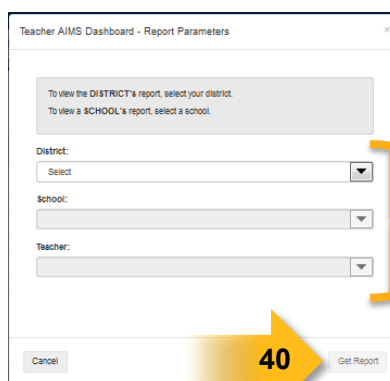 Teacher AIMS Dashboard - Report Parameters ×
To view the DISTRICT's report, select your district.
To view a SCHOOL's report, select a school.
District:
Select
School:
Teacher:
Cancel
40
Get Report